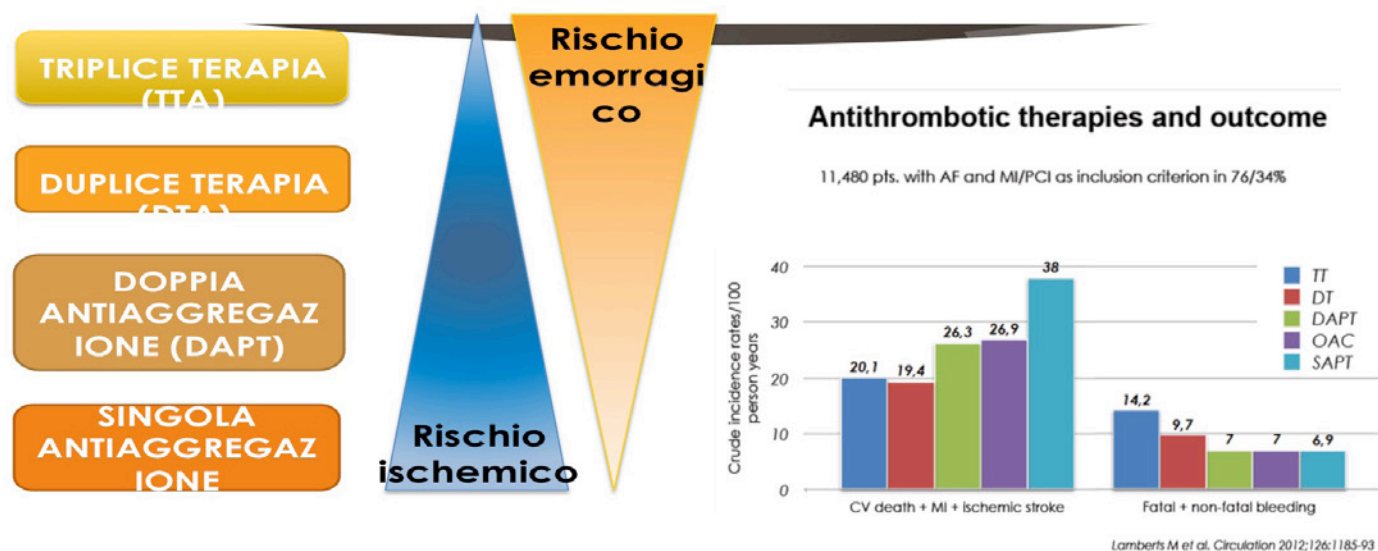 TRIPLICE TERAPIA
(TTA)
DUPLICE TERAPIA
(DTA)
DOPPIA
ANTIAGGREGAZ
IONE (DAPT)
SINGOLA
ANTIAGGREGAZ
IONE
Rischio
emorragi
co
Rischio
ischemico
Antithrombotic therapies and outcome
11,480 pts. with AF and MI/PCI as inclusion criterion in 76/34%
Crude incidence rates/100
person years
40
30
20
10
0
20,1
19,4
26,3
26,9
38
14,2
9,7
7
7
6,9
TT
DT
DAPT
OAC
SAPT
CV death + MI + ischemic stroke
Fatal + non-fatal bleeding
Lamberts M et al. Circulation 2012;126:1185-93